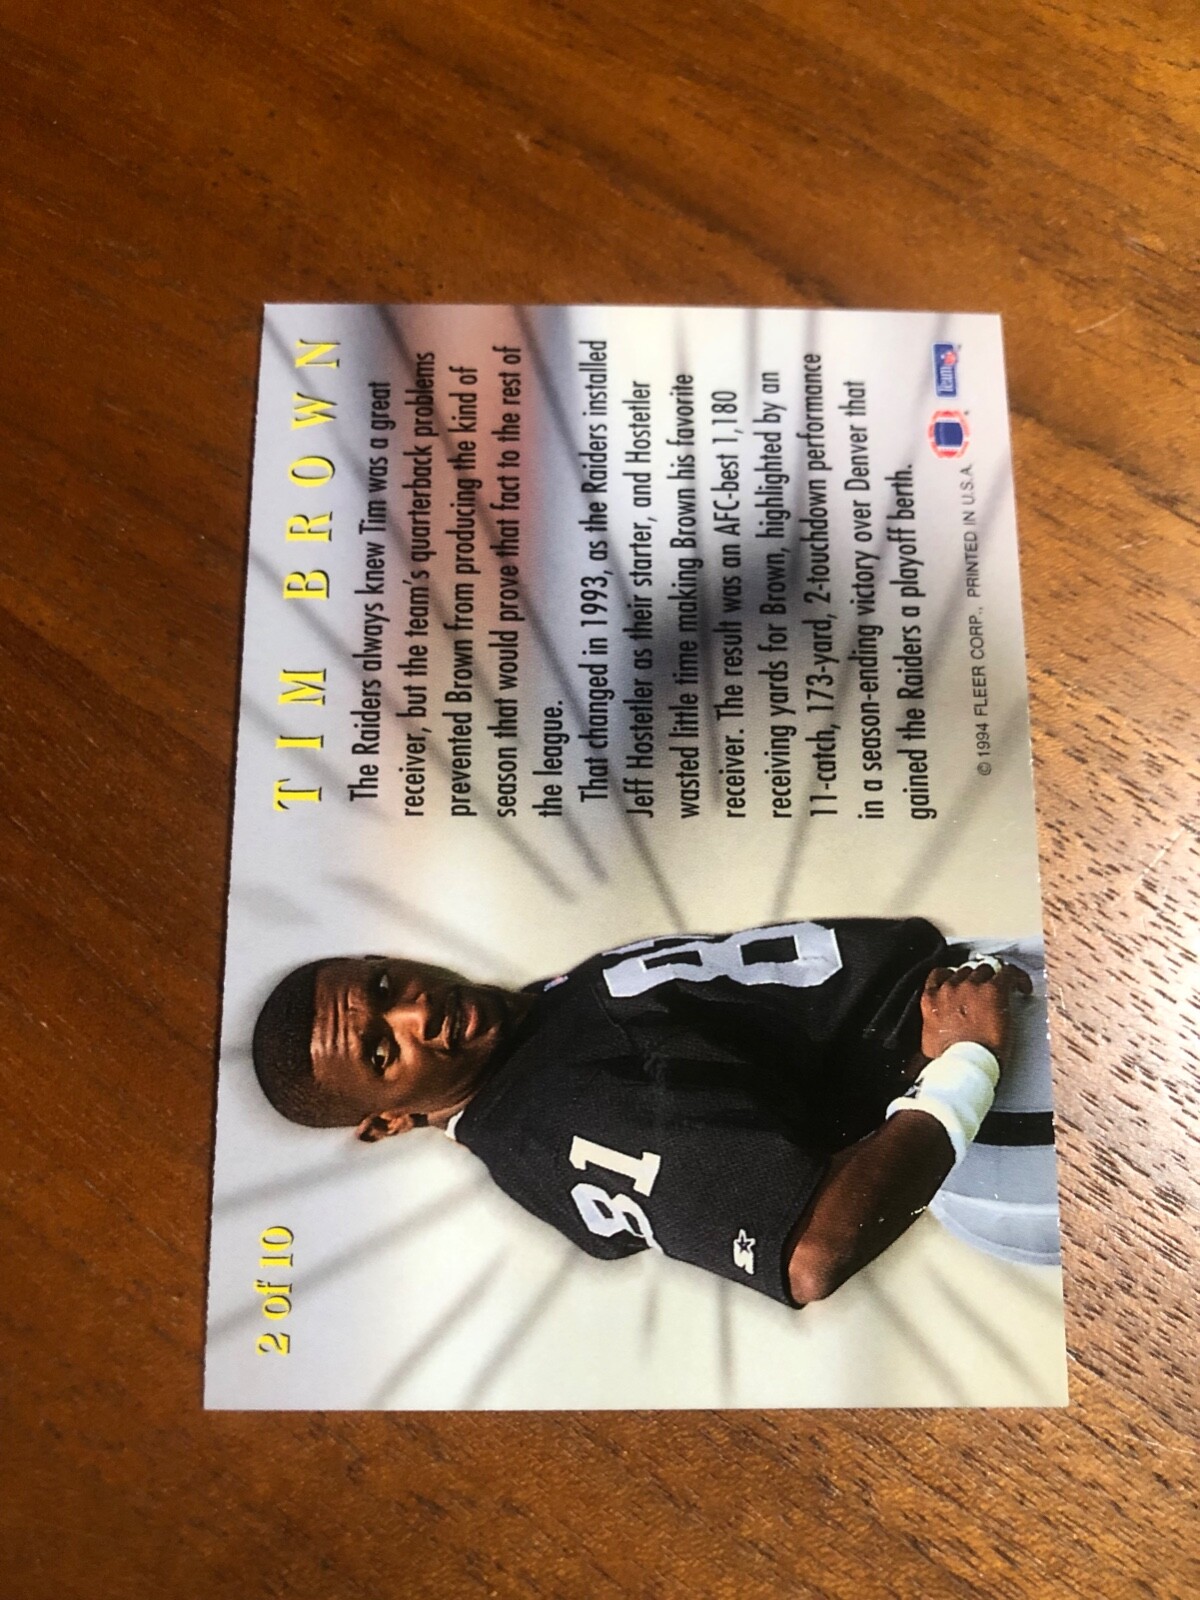 TIM BROWN
The Raiders always knew Tim was a great
receiver, but the team's quarterback problems
prevented Brown from producing the kind of
season that would prove that fact to the rest of
the league.
That changed in 1993, as the Raiders installed
Jeff Hostetler as their starter, and Hostetler
wasted little time making Brown his favorite
receiver. The result was an AFC-best 1,180
receiving yards for Brown, highlighted by an
11-catch, 173-yard, 2-touchdown performance
in a season-ending victory over Denver that
gained the Raiders a playoff berth.
© 1994 FLEER CORP., PRINTED IN U.S.A.
Team NFL
2 of 10
81
8